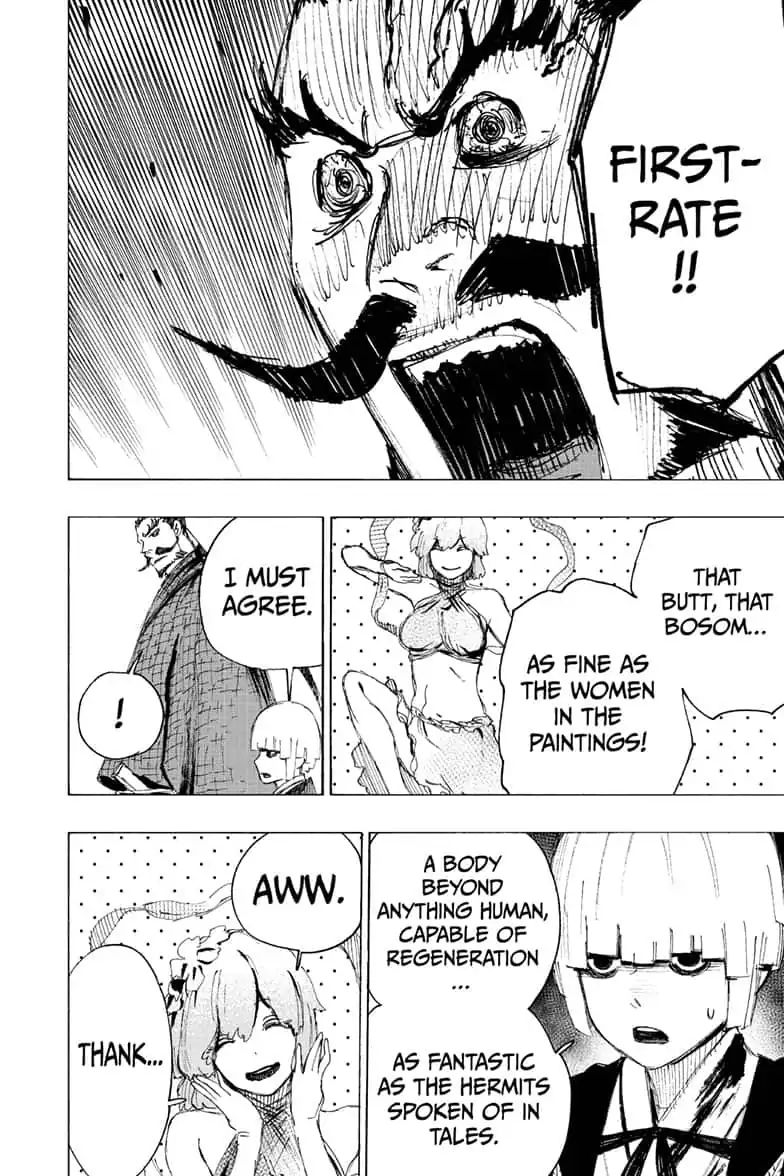 FIRST-
RATE
!!
THAT
BUTT, THAT
BOSOM...
AS FINE AS
THE WOMEN
IN THE
PAINTINGS!
I MUST
AGREE.
!
A BODY
BEYOND
ANYTHING HUMAN,
CAPABLE OF
REGENERATION
...
AS FANTASTIC
AS THE HERMITS
SPOKEN OF IN
TALES.
AWW.
THANK...